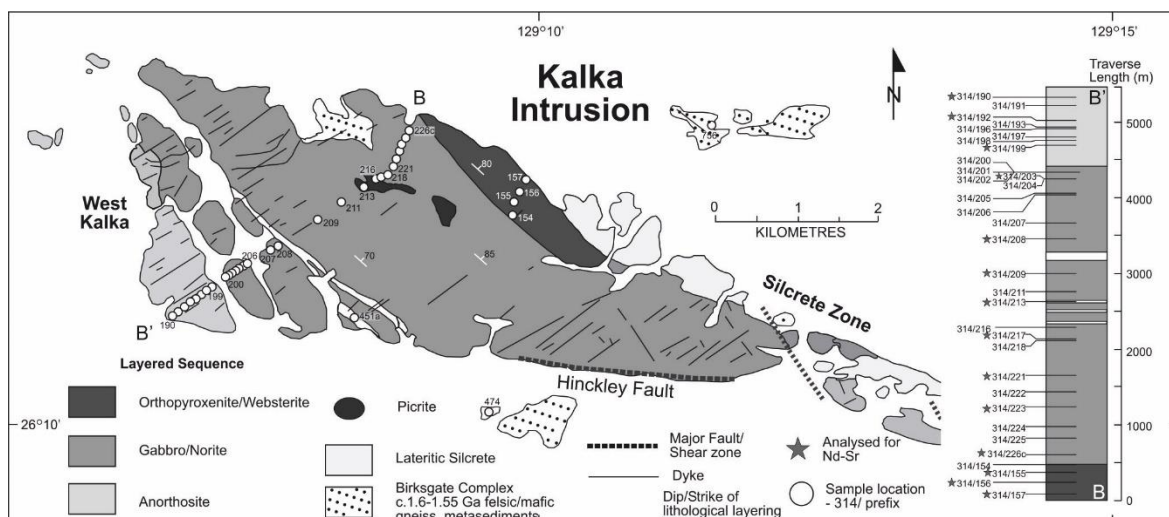 129°10'
129°15'
Kalka
Intrusion
N
B
226c
221
216
218
213
211
209
80
157
156
155
154
736
0 1 2
KILOMETRES
West
Kalka
206
208
207
200
199
190
B'
70
85
451a
Silcrete Zone
Hinckley Fault
474
26°10'
Layered Sequence
Orthopyroxenite/Websterite
Gabbro/Norite
Anorthosite
Picrite
Lateritic Silcrete
Birksgate Complex
c.1.6-1.55 Ga felsic/mafic
gneiss, metasediments
Major Fault/
Shear zone
Dyke
Dip/Strike of
lithological layering
Analysed for
Nd-Sr
Sample location
- 314/ prefix
Traverse
Length (m)
B'
314/190
314/191
314/192
314/193
314/196
314/197
314/198
314/199
314/200
314/201
314/203
314/202
314/204
314/205
314/206
314/207
314/208
314/209
314/211
314/213
314/216
314/217
314/218
314/221
314/222
314/223
314/224
314/225
314/226c
314/154
314/155
314/156
314/157
5000
4000
3000
2000
1000
0
B